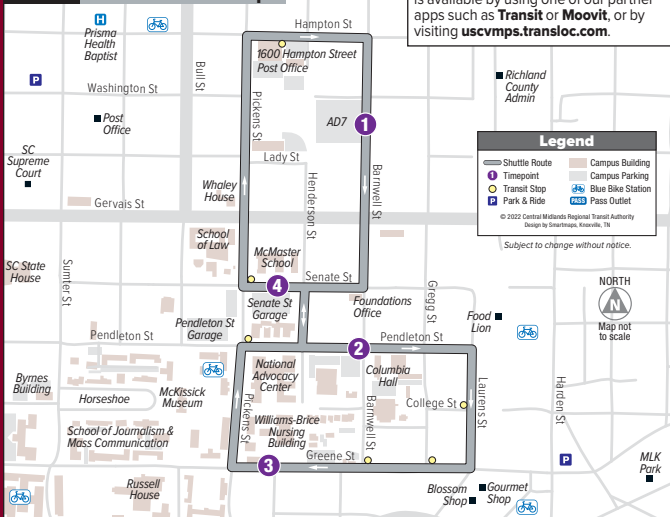 is available by using one of our partner
apps such as Transit or Moovit, or by
visiting uscvmps.transloc.com.
Hampton St
H
Prisma
Health
Baptist
1600 Hampton Street
Post Office
Bull St
P
Washington St
Richland
County
Admin
Pickens St
AD7
1
Post
Office
SC
Supreme
Court
Lady St
Legend
Shuttle Route
1 Timepoint
Transit Stop
P Park & Ride
Campus Building
Campus Parking
Blue Bike Station
PASS Pass Outlet
© 2022 Central Midlands Regional Transit Authority
Design by Smartmaps, Knoxville, TN
Subject to change without notice.
Whaley
House
Henderson St
Barnwell St
Gervais St
School
of Law
McMaster
School
SC State
House
Sumter St
Senate St
4
Senate St
Garage
Foundations
Office
Gregg St
NORTH
N
Map not
to scale
Food
Lion
Pendleton St
Garage
Pendleton St
Pendleton St
2
National
Advocacy
Center
Columbia
Hall
Byrnes
Building
Horseshoe
McKissick
Museum
Pickens St
Barnwell St
College St
Laurens St
Harden St
School of Journalism &
Mass Communication
Williams-Brice
Nursing
Building
Greene St
3
P
MLK
Park
Russell
House
Blossom
Shop
Gourmet
Shop